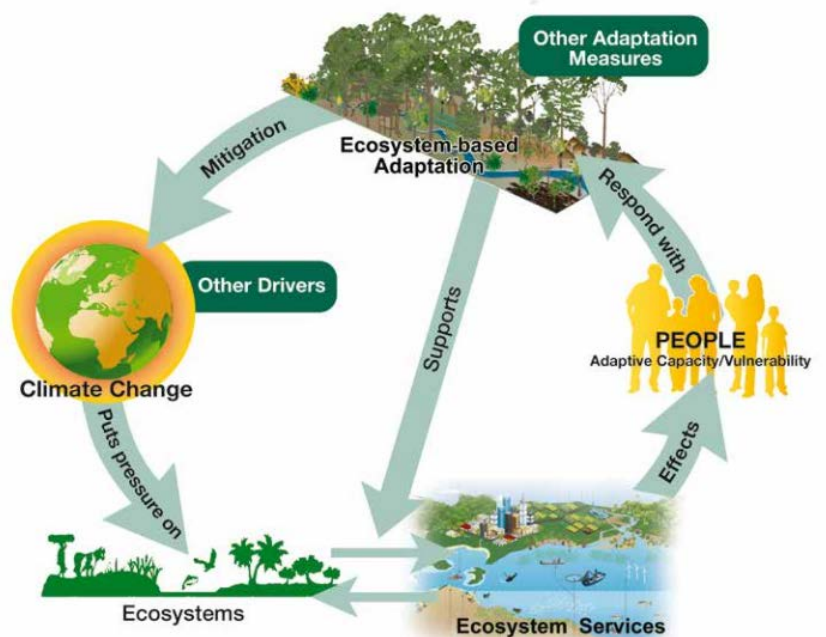 Other Adaptation
Measures
Mitigation
Ecosystem-based
Adaptation
Respond with
Other Drivers
Supports
PEOPLE
Adaptive Capacity/Vulnerability
Climate Change
Puts pressure on
Effects
Ecosystems
Ecosystem Services